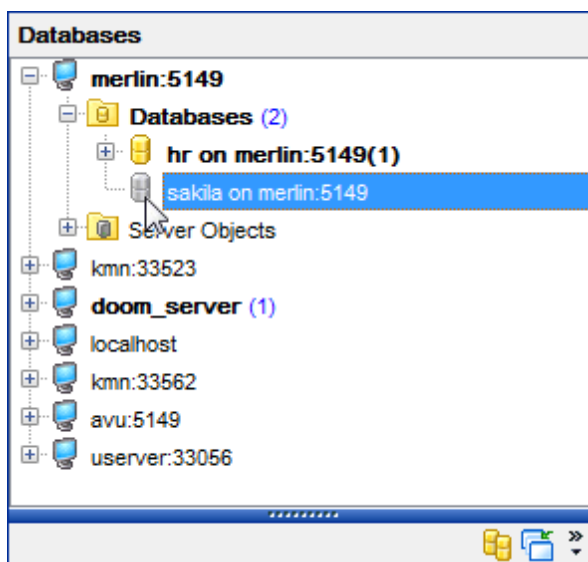 Databases
merlin:5149
Databases (2)
hr on merlin:5149(1)
sakila on merlin:5149
Server Objects
kmn:33523
doom_server (1)
localhost
kmn:33562
avu:5149
userver:33056